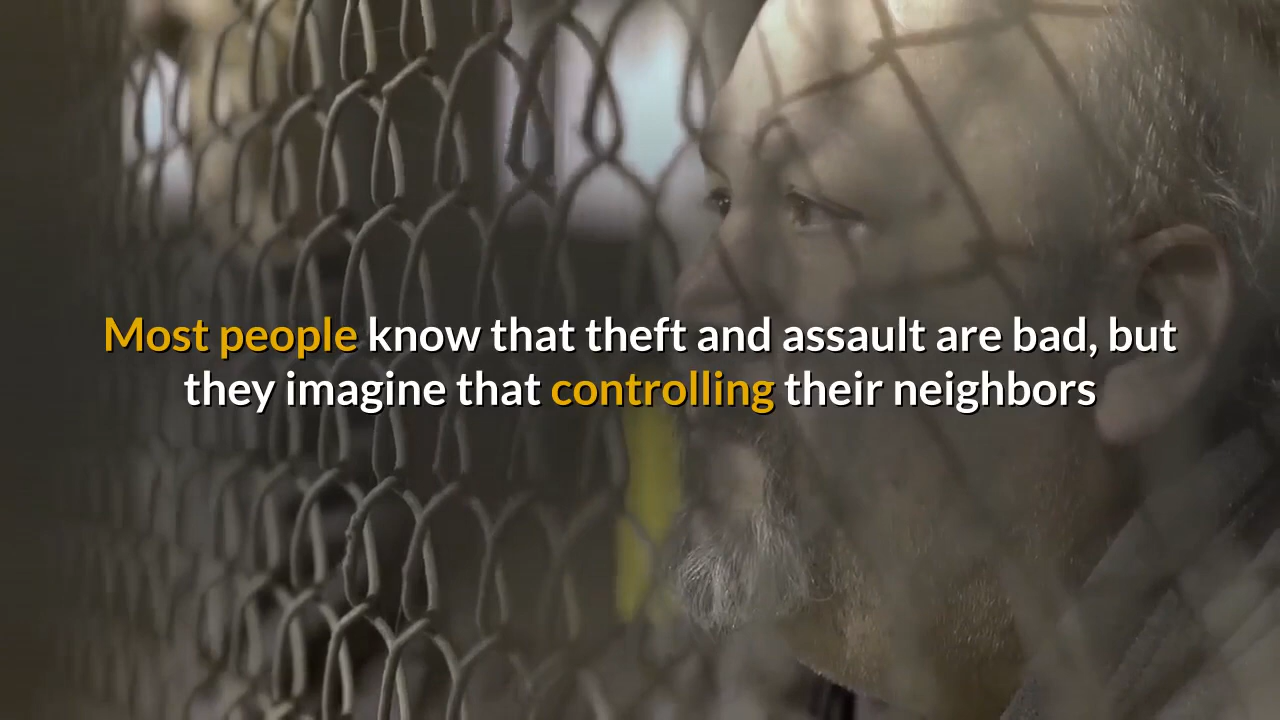 Most people know that theft and assault are bad, but
they imagine that controlling their neighbors